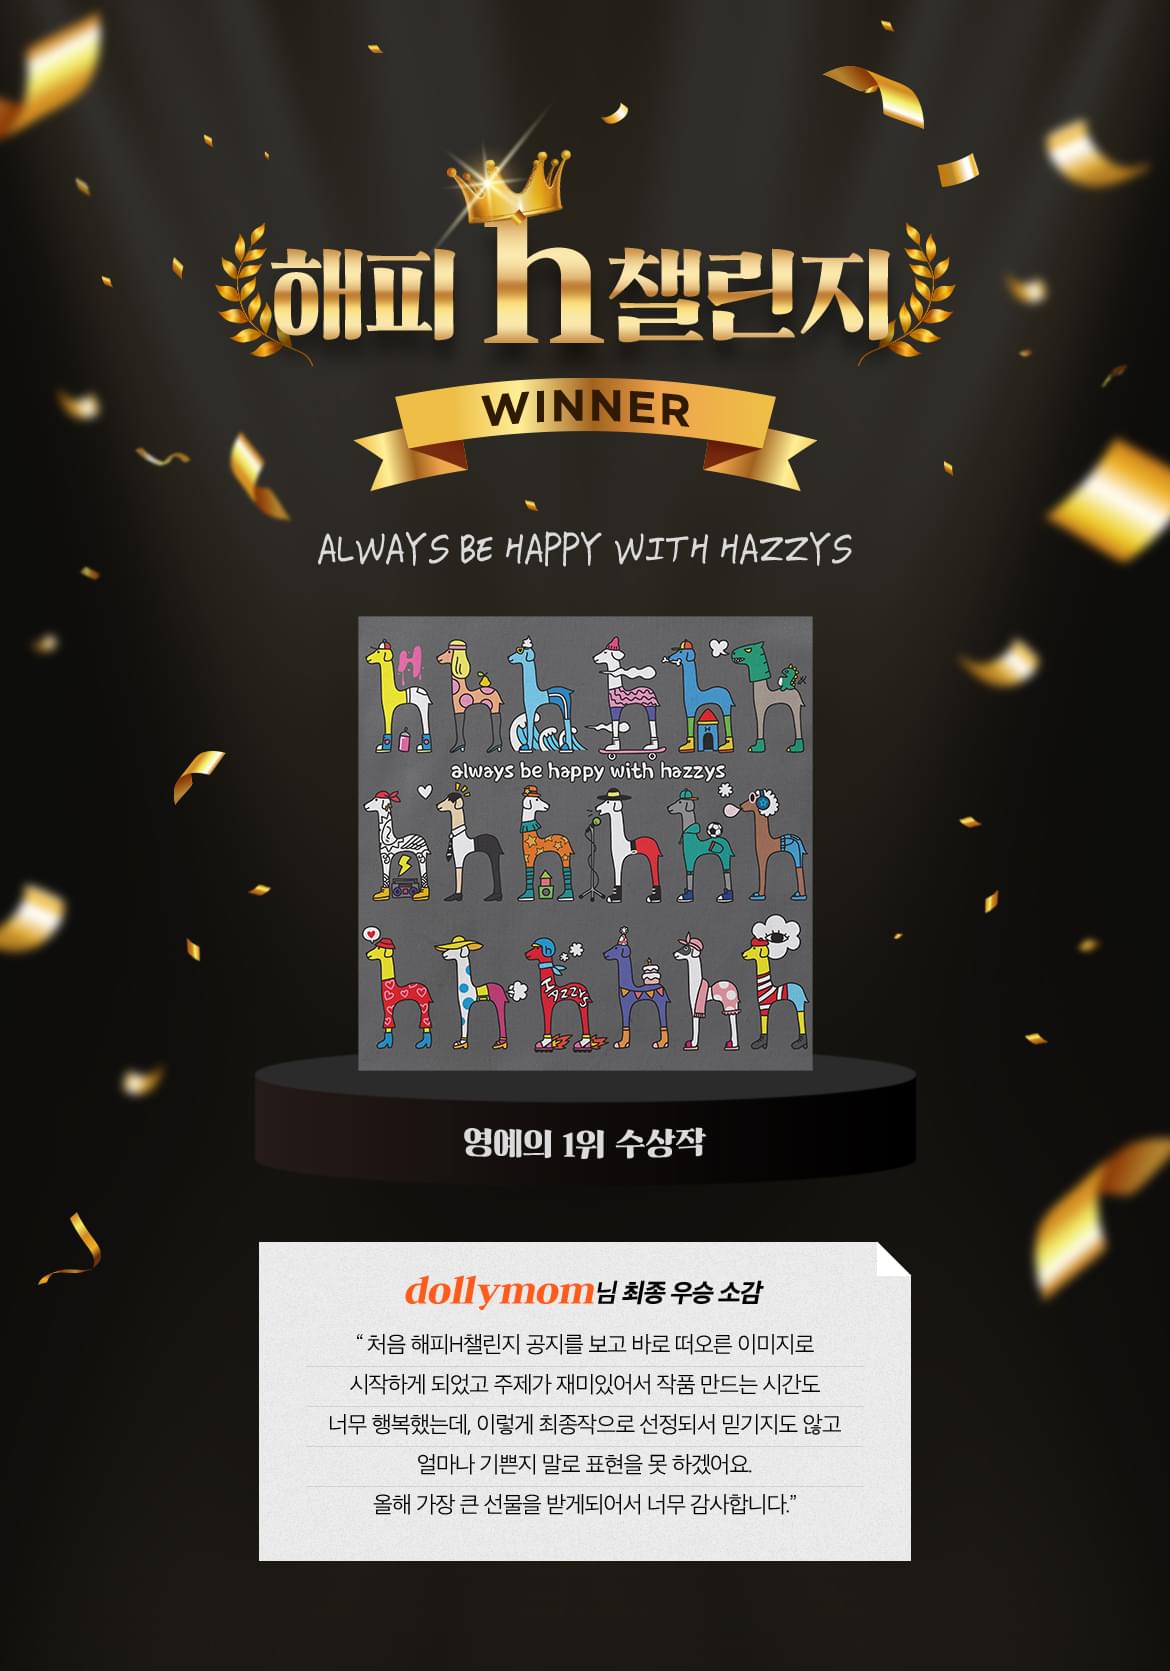 해피 h 챌린지
WINNER
ALWAYS BE HAPPY WITH HAZZYS
H
always be happy with hazzys
HAZZYS
영예의 1위 수상작
dollymom님 최종 우승 소감
“ 처음 해피H챌린지 공지를 보고 바로 떠오른 이미지로
시작하게 되었고 주제가 재미있어서 작품 만드는 시간도
너무 행복했는데, 이렇게 최종작으로 선정되서 믿기지도 않고
얼마나 기쁜지 말로 표현을 못 하겠어요.
올해 가장 큰 선물을 받게되어서 너무 감사합니다.”